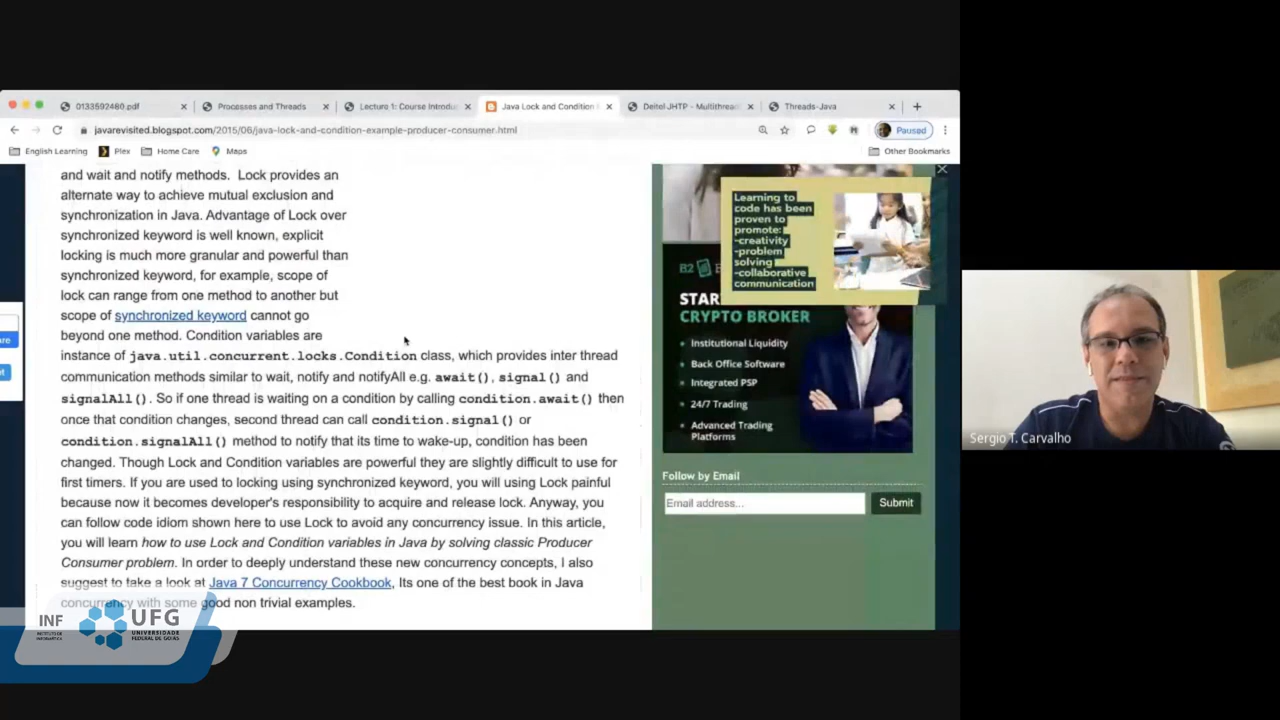 0133592480.pdf
Processes and Threads
Lecture 1: Course Introdu
Java Lock and Condition
Deitel JHTP - Multithread
Threads-Java
javarevisited.blogspot.com/2015/06/java-lock-and-condition-example-producer-consumer.html
Paused
English Learning
Plex
Home Care
Maps
Other Bookmarks
and wait and notify methods. Lock provides an
alternate way to achieve mutual exclusion and
synchronization in Java. Advantage of Lock over
synchronized keyword is well known, explicit
locking is much more granular and powerful than
synchronized keyword, for example, scope of
lock can range from one method to another but
scope of synchronized keyword cannot go
beyond one method. Condition variables are
instance of java.util.concurrent.locks.Condition class, which provides inter thread
communication methods similar to wait, notify and notifyAll e.g. await(), signal() and
signalAll(). So if one thread is waiting on a condition by calling condition.await() then
once that condition changes, second thread can call condition.signal() or
condition.signalAll() method to notify that its time to wake-up, condition has been
changed. Though Lock and Condition variables are powerful they are slightly difficult to use for
first timers. If you are used to locking using synchronized keyword, you will using Lock painful
because now it becomes developer's responsibility to acquire and release lock. Anyway, you
can follow code idiom shown here to use Lock to avoid any concurrency issue. In this article,
you will learn how to use Lock and Condition variables in Java by solving classic Producer
Consumer problem. In order to deeply understand these new concurrency concepts, I also
suggest to take a look at Java 7 Concurrency Cookbook, Its one of the best book in Java
concurrency with some good non trivial examples.
Learning to
code has been
proven to
promote:
-creativity
-problem
solving
-collaborative
communication
B2
STAR
CRYPTO BROKER
Institutional Liquidity
Back Office Software
Integrated PSP
24/7 Trading
Advanced Trading
Platforms
Follow by Email
Email address...
Submit
Sergio T. Carvalho
INF
INSTITUTO DE
INFORMÁTICA
UFG
UNIVERSIDADE
FEDERAL DE GOIÁS